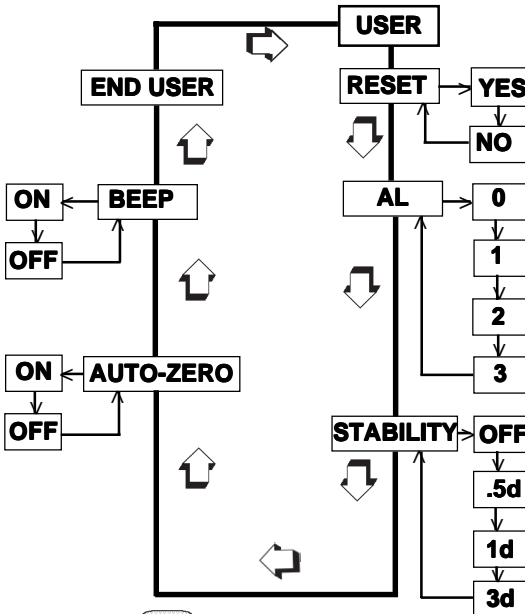 USER
END USER
RESET
YES
NO
ON
BEEP
OFF
AL
0
1
2
3
ON
AUTO-ZERO
OFF
STABILITY
OFF
.5d
1d
3d